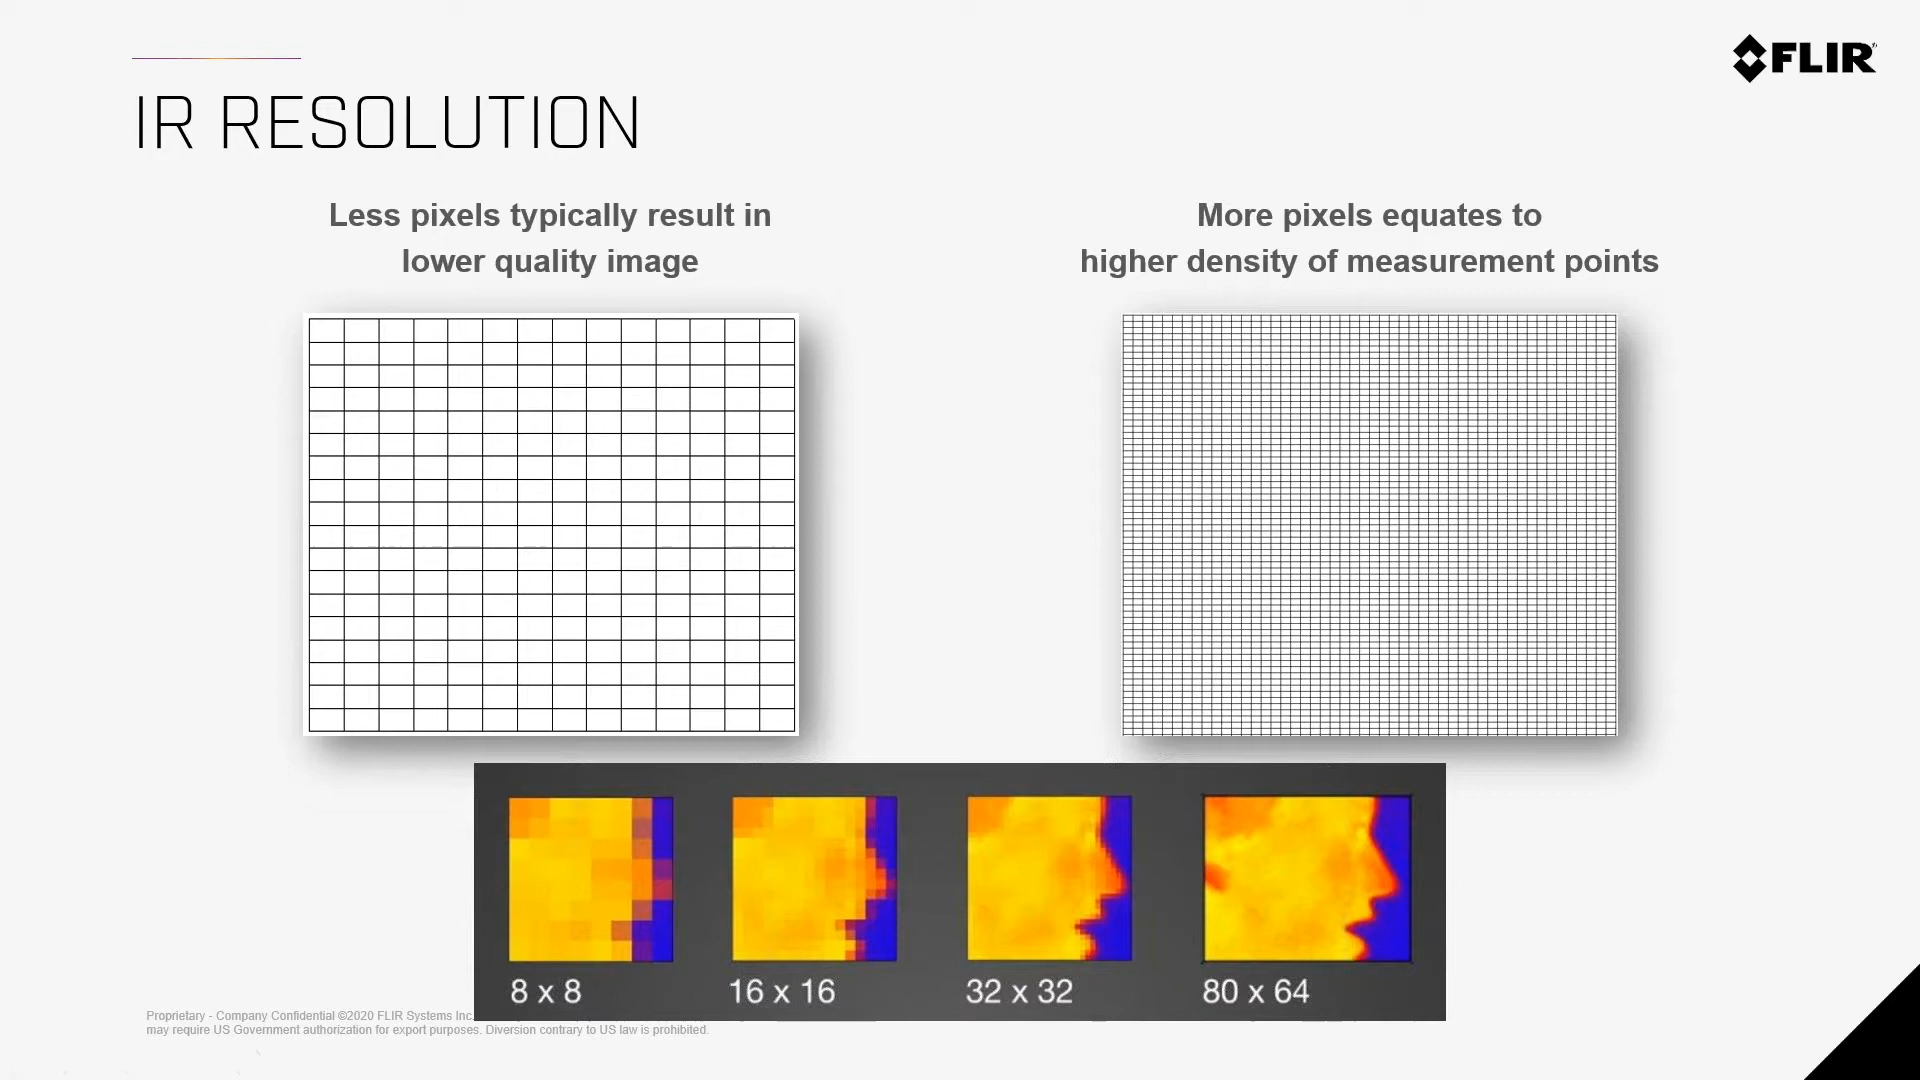 FLIR
IR RESOLUTION
Less pixels typically result in
lower quality image
More pixels equates to
higher density of measurement points
8 x 8
16 x 16
32 x 32
80 x 64
Proprietary - Company Confidential ©2020 FLIR Systems Inc.
may require US Government authorization for export purposes. Diversion contrary to US law is prohibited.